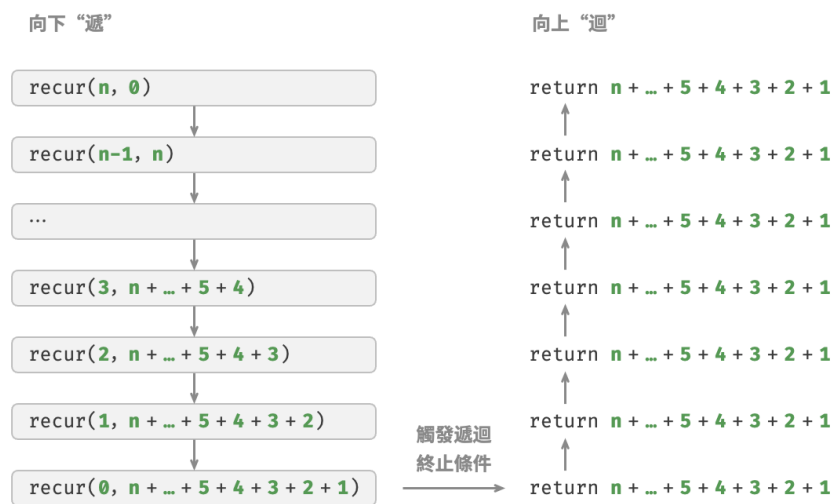 向下“遞”
向上“迴”
recur(n, 0)
return n + … + 5 + 4 + 3 + 2 + 1
recur(n-1, n)
return n + … + 5 + 4 + 3 + 2 + 1
…
return n + … + 5 + 4 + 3 + 2 + 1
recur(3, n + … + 5 + 4)
return n + … + 5 + 4 + 3 + 2 + 1
recur(2, n + … + 5 + 4 + 3)
return n + … + 5 + 4 + 3 + 2 + 1
recur(1, n + … + 5 + 4 + 3 + 2)
return n + … + 5 + 4 + 3 + 2 + 1
觸發遞迴
終止條件
recur(0, n + … + 5 + 4 + 3 + 2 + 1)
return n + … + 5 + 4 + 3 + 2 + 1